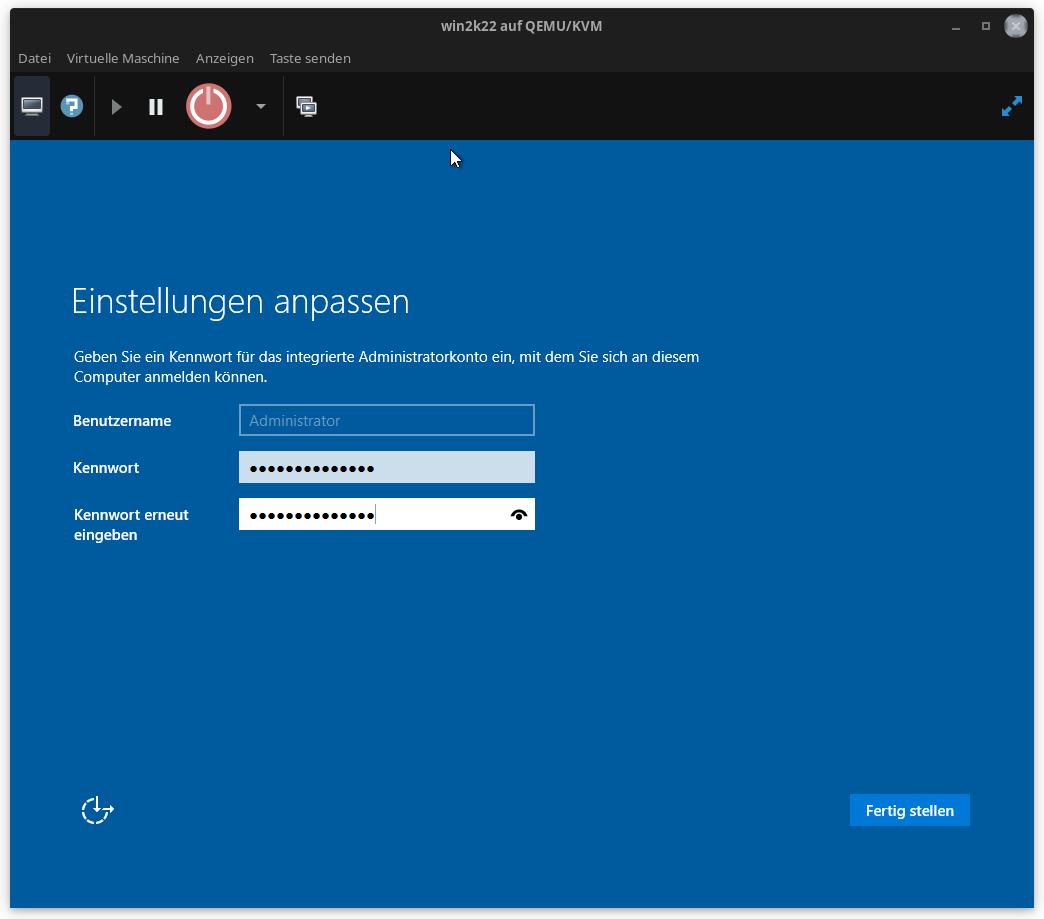 win2k22 auf QEMU/KVM
Datei Virtuelle Maschine Anzeigen Taste senden
Einstellungen anpassen
Geben Sie ein Kennwort für das integrierte Administratorkonto ein, mit dem Sie sich an diesem
Computer anmelden können.
Benutzername Administrator
Kennwort ●●●●●●●●●●●●●●
Kennwort erneut ●●●●●●●●●●●●●●
eingeben
Fertig stellen